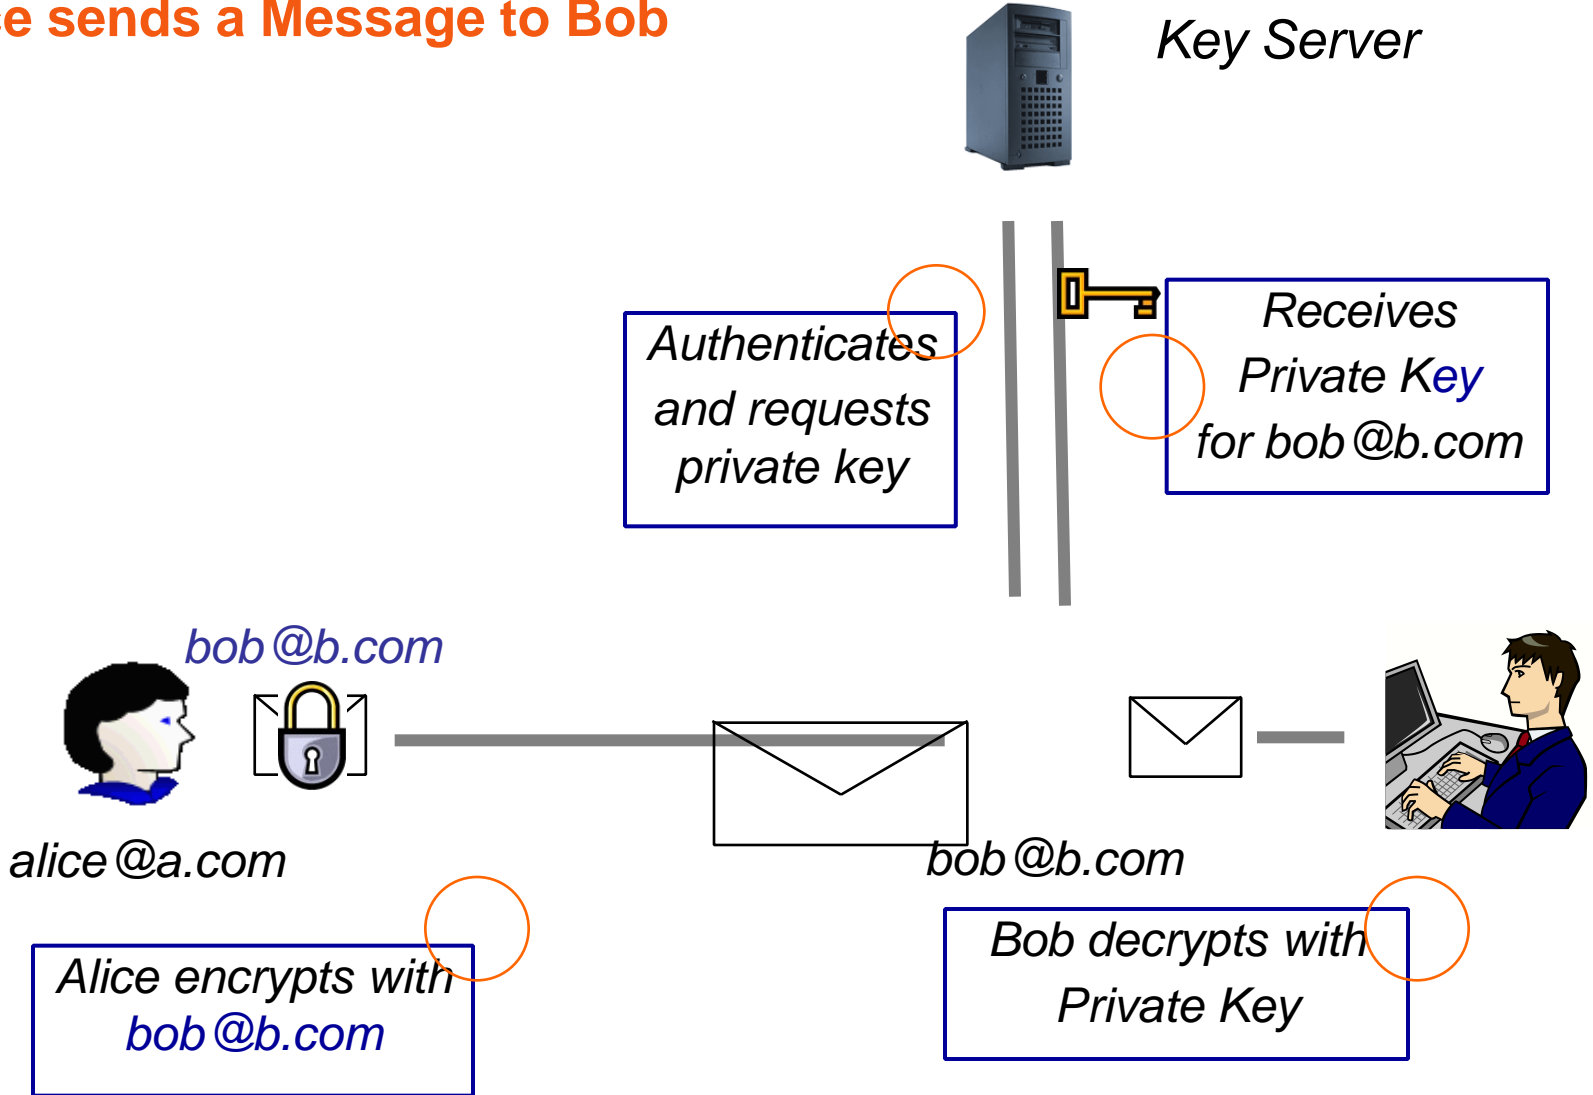 ce sends a Message to Bob
Key Server
Authenticates
and requests
private key
Receives
Private Key
for bob@b.com
bob@b.com
alice@a.com
bob@b.com
Alice encrypts with
bob@b.com
Bob decrypts with
Private Key